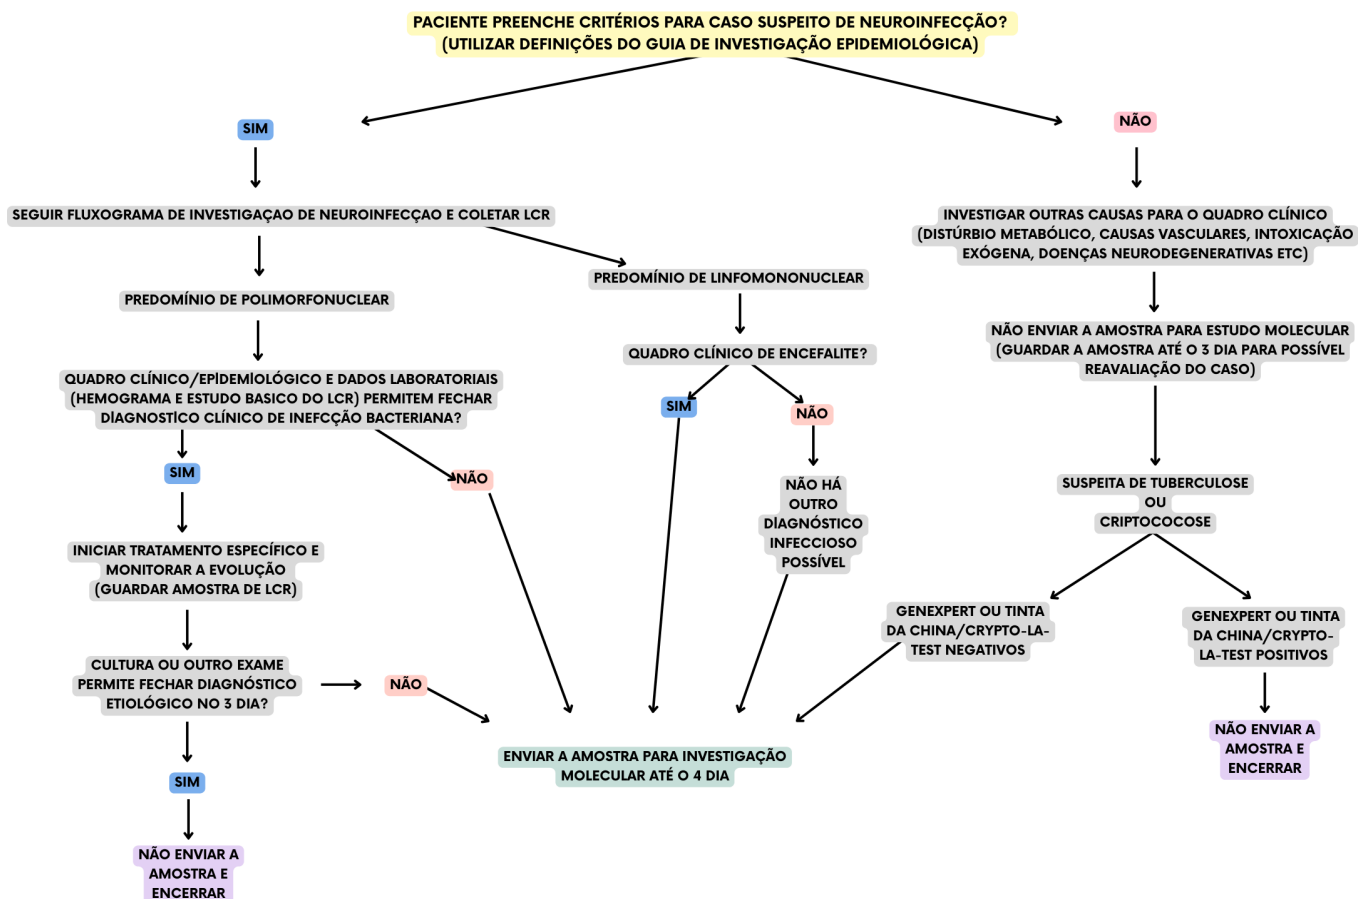 PACIENTE PREENCHE CRITÉRIOS PARA CASO SUSPEITO DE NEUROINFECÇÃO?
(UTILIZAR DEFINIÇÕES DO GUIA DE INVESTIGAÇÃO EPIDEMIOLÓGICA)
SIM
NÃO
SEGUIR FLUXOGRAMA DE INVESTIGAÇAO DE NEUROINFECÇAO E COLETAR LCR
INVESTIGAR OUTRAS CAUSAS PARA O QUADRO CLÍNICO
(DISTÚRBIO METABÓLICO, CAUSAS VASCULARES, INTOXICAÇÃO
EXÓGENA, DOENÇAS NEURODEGENERATIVAS ETC)
PREDOMÍNIO DE POLIMORFONUCLEAR
PREDOMÍNIO DE LINFOMONONUCLEAR
NÃO ENVIAR A AMOSTRA PARA ESTUDO MOLECULAR
(GUARDAR A AMOSTRA ATÉ O 3 DIA PARA POSSÍVEL
REAVALIAÇÃO DO CASO)
QUADRO CLÍNICO DE ENCEFALITE?
QUADRO CLÍNICO/EPIDEMIOLÓGICO E DADOS LABORATORIAIS
(HEMOGRAMA E ESTUDO BASICO DO LCR) PERMITEM FECHAR
DIAGNOSTICO CLÍNICO DE INEFCÇÃO BACTERIANA?
SIM
NÃO
SIM
NÃO
NÃO HÁ
OUTRO
DIAGNÓSTICO
INFECCIOSO
POSSÍVEL
SUSPEITA DE TUBERCULOSE
OU
CRIPTOCOCOSE
INICIAR TRATAMENTO ESPECÍFICO E
MONITORAR A EVOLUÇÃO
(GUARDAR AMOSTRA DE LCR)
GENEXPERT OU TINTA
DA CHINA/CRYPTO-LA-
TEST NEGATIVOS
GENEXPERT OU TINTA
DA CHINA/CRYPTO-
LA-TEST POSITIVOS
CULTURA OU OUTRO EXAME
PERMITE FECHAR DIAGNÓSTICO
ETIOLÓGICO NO 3 DIA?
NÃO
ENVIAR A AMOSTRA PARA INVESTIGAÇÃO
MOLECULAR ATÉ O 4 DIA
NÃO ENVIAR A
AMOSTRA E
ENCERRAR
SIM
NÃO ENVIAR A
AMOSTRA E
ENCERRAR